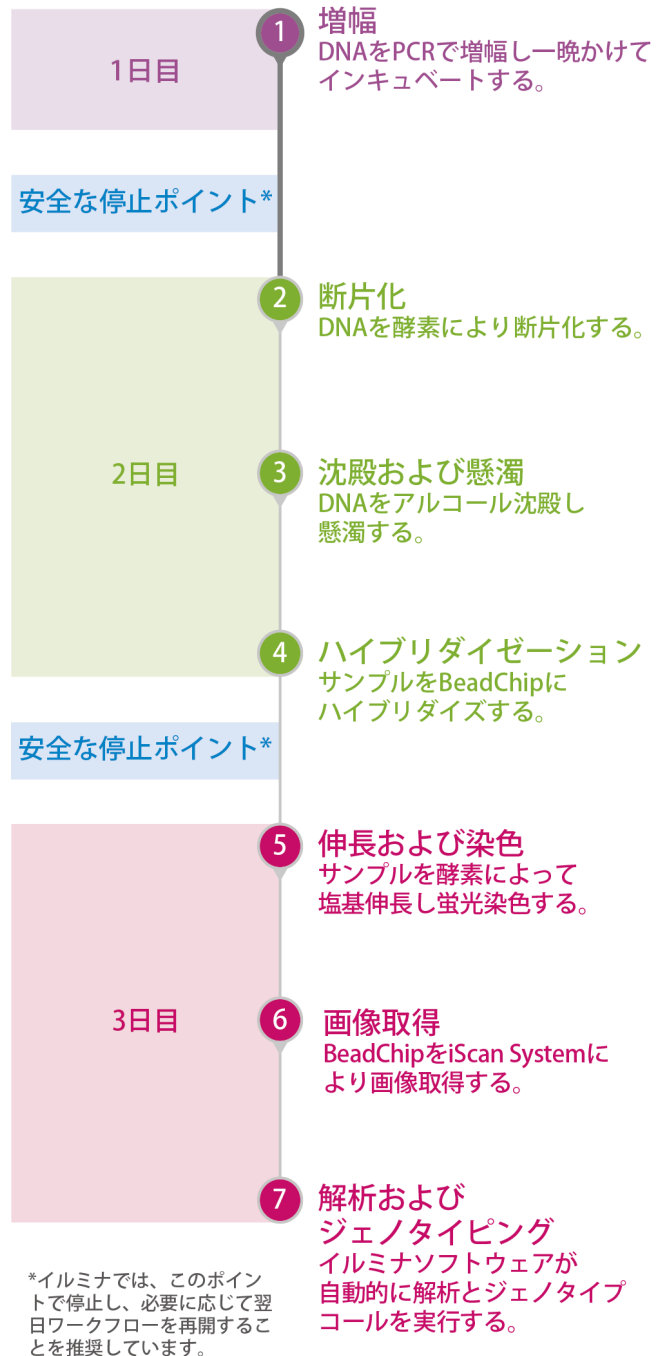 1日目
1
増幅
DNAをPCRで増幅し一晩かけて
インキュベートする。
安全な停止ポイント*
2日目
2
断片化
DNAを酵素により断片化する。
3
沈殿および懸濁
DNAをアルコール沈殿し
懸濁する。
4
ハイブリダイゼーション
サンプルをBeadChipに
ハイブリダイズする。
安全な停止ポイント*
3日目
5
伸長および染色
サンプルを酵素によって
塩基伸長し蛍光染色する。
6
画像取得
BeadChipをiScan Systemに
より画像取得する。
7
解析および
ジェノタイピング
イルミナソフトウェアが
自動的に解析とジェノタイプ
コールを実行する。
*イルミナでは、このポイン
トで停止し、必要に応じて翌
日ワークフローを再開するこ
とを推奨しています。